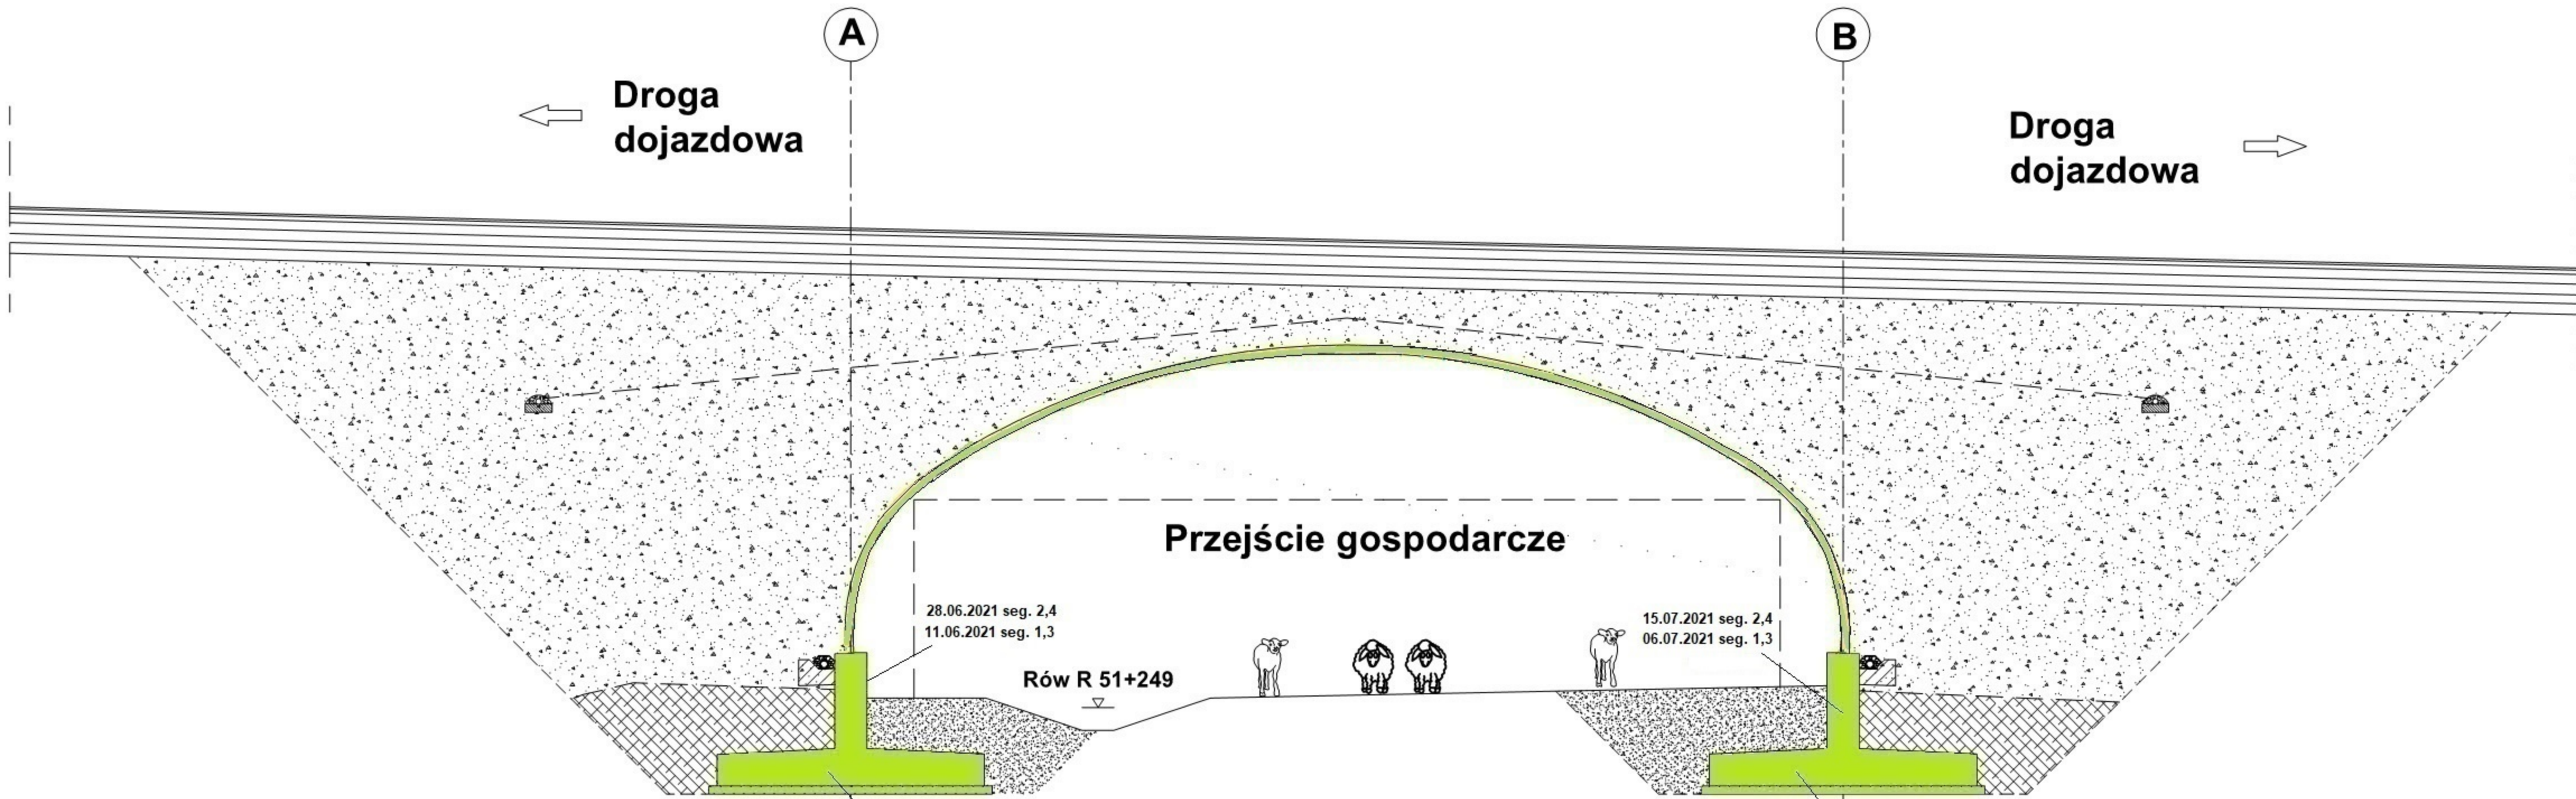 A
B
Droga
dojazdowa
Droga
dojazdowa
Przejście gospodarcze
28.06.2021 seg. 2,4
11.06.2021 seg. 1,3
15.07.2021 seg. 2,4
06.07.2021 seg. 1,3
Rów R 51+249